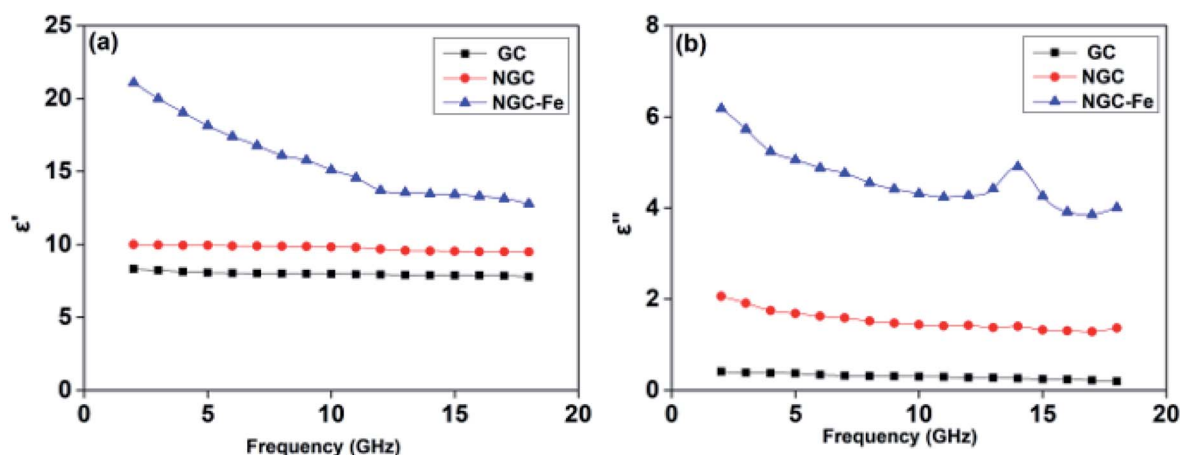 (a)
GC
NGC
NGC-Fe
25
20
15
10
5
0
ε'
0 5 10 15 20
Frequency (GHz)
(b)
GC
NGC
NGC-Fe
8
6
4
2
0
ε''
0 5 10 15 20
Frequency (GHz)